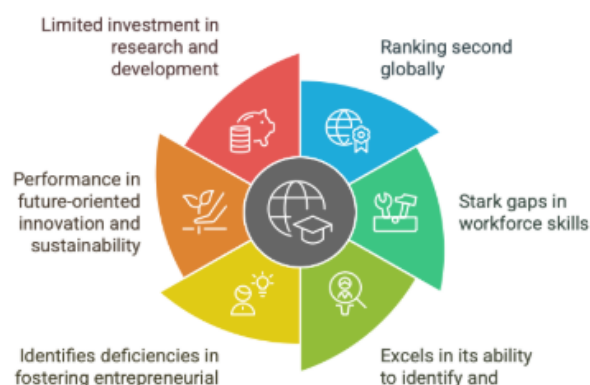 Limited investment in
research and
development
Ranking second
globally
Performance in
future-oriented
innovation and
sustainability
Stark gaps in
workforce skills
Identifies deficiencies in
fostering entrepreneurial
Excels in its ability
to identify and